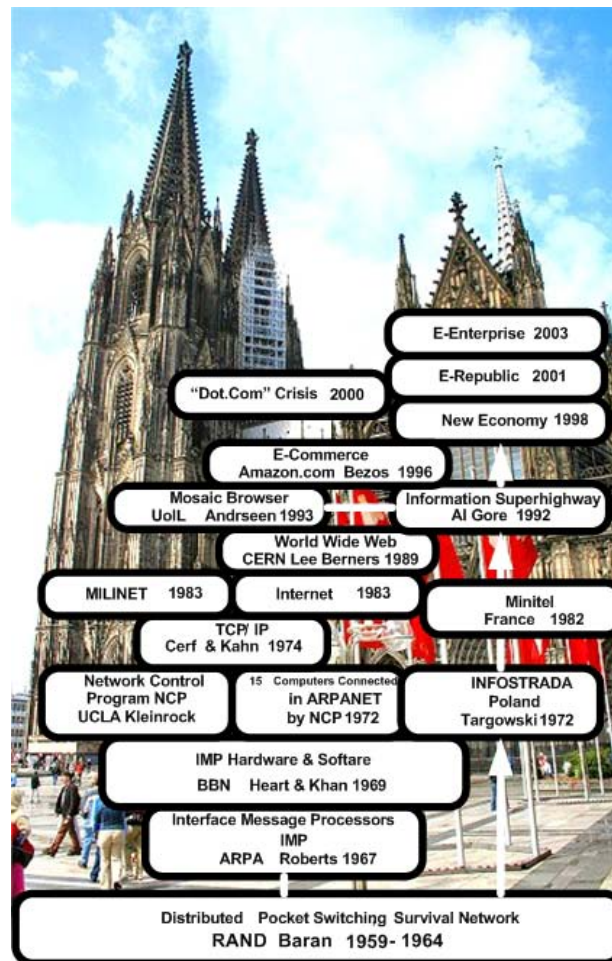 E-Enterprise 2003
E-Republic 2001
"Dot.Com" Crisis 2000
New Economy 1998
E-Commerce
Amazon.com Bezos 1996
Mosaic Browser
UoIL Andrseen 1993
Information Superhighway
Al Gore 1992
World Wide Web
CERN Lee Berners 1989
MILINET 1983
Internet 1983
Minitel
France 1982
TCP/ IP
Cerf & Kahn 1974
Network Control
Program NCP
UCLA Kleinrock
15 Computers Connected
in ARPANET
by NCP 1972
INFOSTRADA
Poland
Targowski 1972
IMP Hardware & Softare
BBN Heart & Khan 1969
Interface Message Processors
IMP
ARPA Roberts 1967
Distributed Pocket Switching Survival Network
RAND Baran 1959- 1964